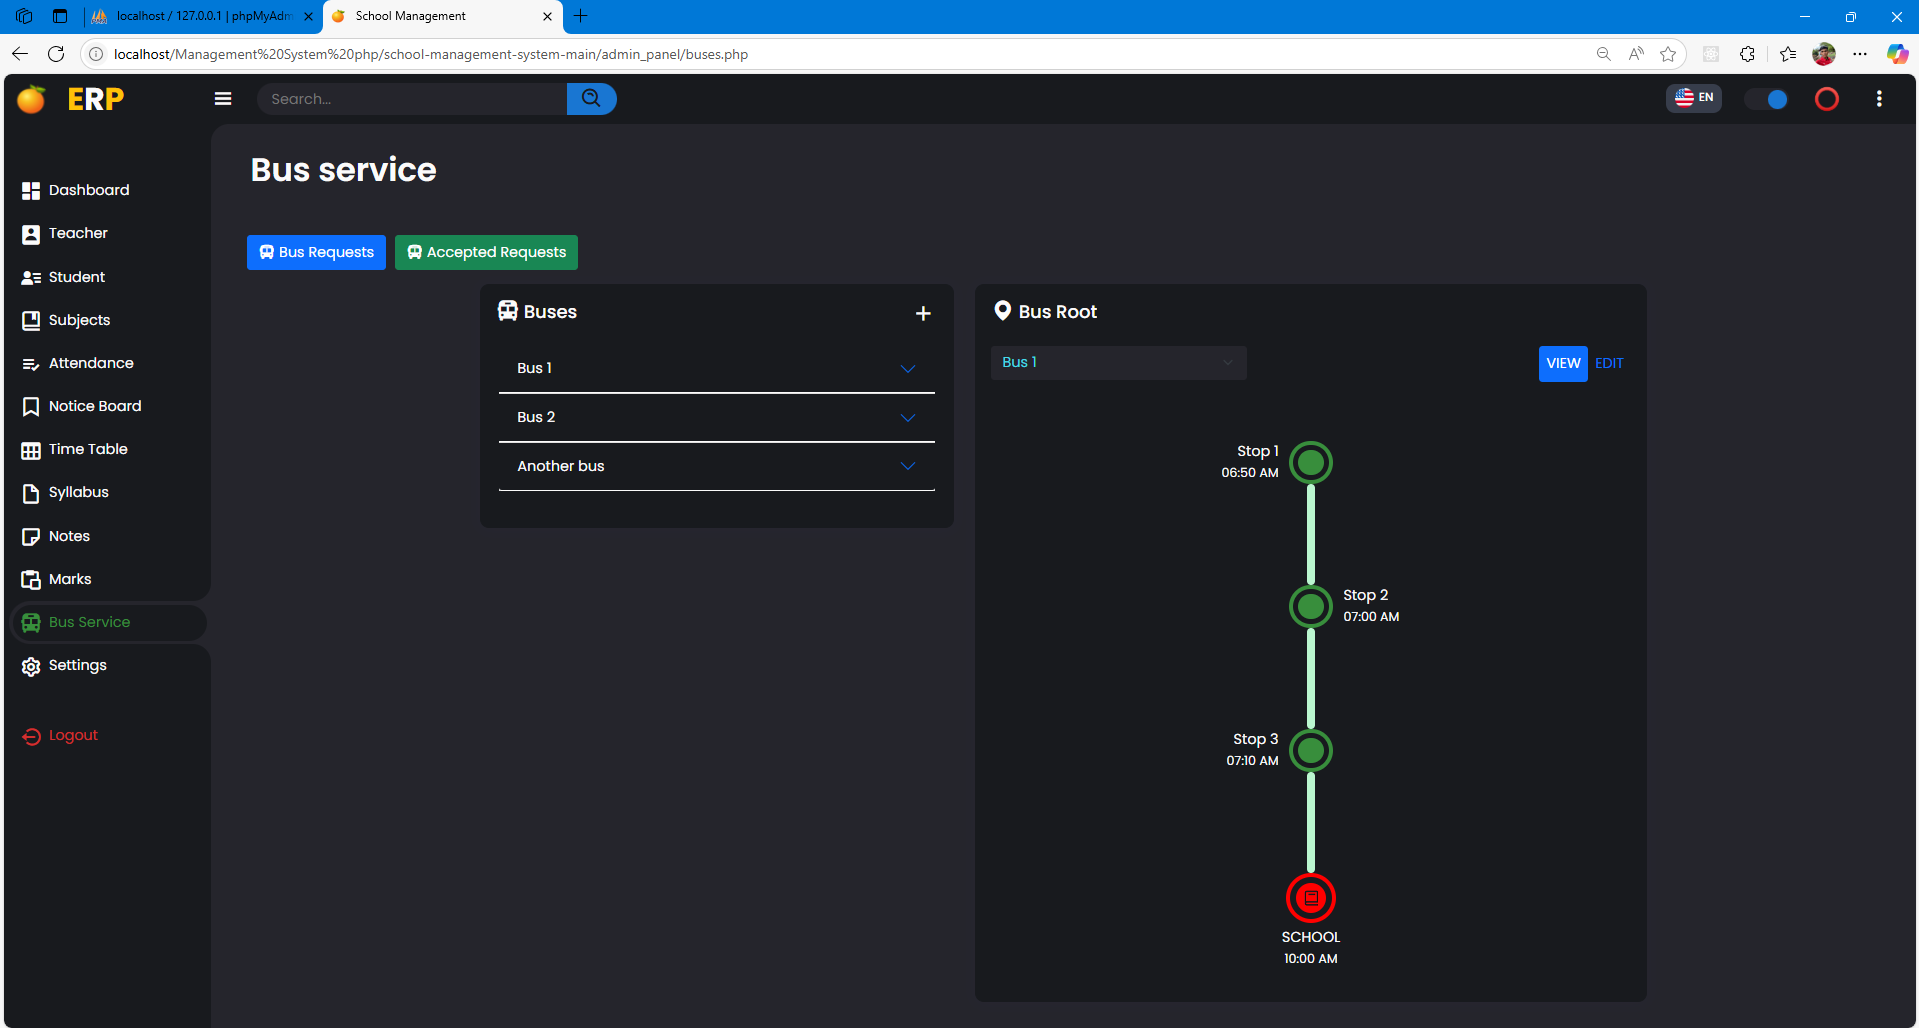 localhost / 127.0.0.1 | phpMyAdm
School Management
localhost/Management%20System%20php/school-management-system-main/admin_panel/buses.php
ERP
Search...
EN
Bus service
Dashboard
Teacher
Student
Subjects
Attendance
Notice Board
Time Table
Syllabus
Notes
Marks
Bus Service
Settings
Logout
Bus Requests
Accepted Requests
Buses
Bus 1
Bus 2
Another bus
Bus Root
Bus 1
VIEW
EDIT
Stop 1
06:50 AM
Stop 2
07:00 AM
Stop 3
07:10 AM
SCHOOL
10:00 AM